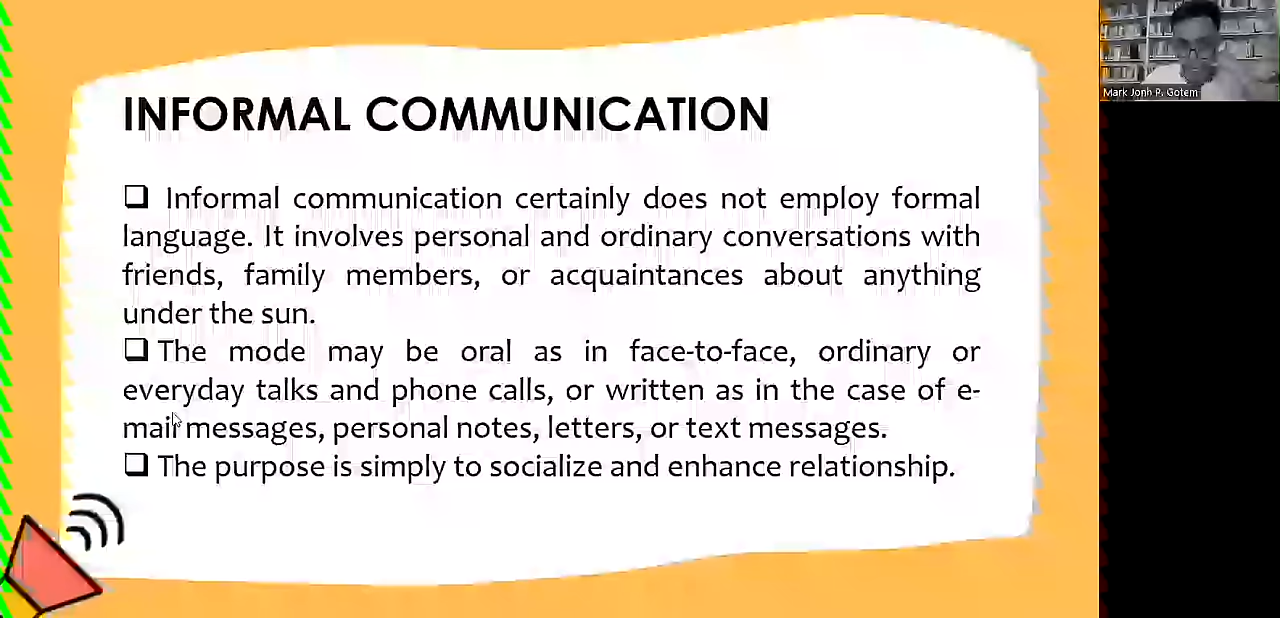 INFORMAL COMMUNICATION
❑ Informal communication certainly does not employ formal
language. It involves personal and ordinary conversations with
friends, family members, or acquaintances about anything
under the sun.
❑ The mode may be oral as in face-to-face, ordinary or
everyday talks and phone calls, or written as in the case of e-
mail messages, personal notes, letters, or text messages.
❑ The purpose is simply to socialize and enhance relationship.
Mark Jonh P. Gotem